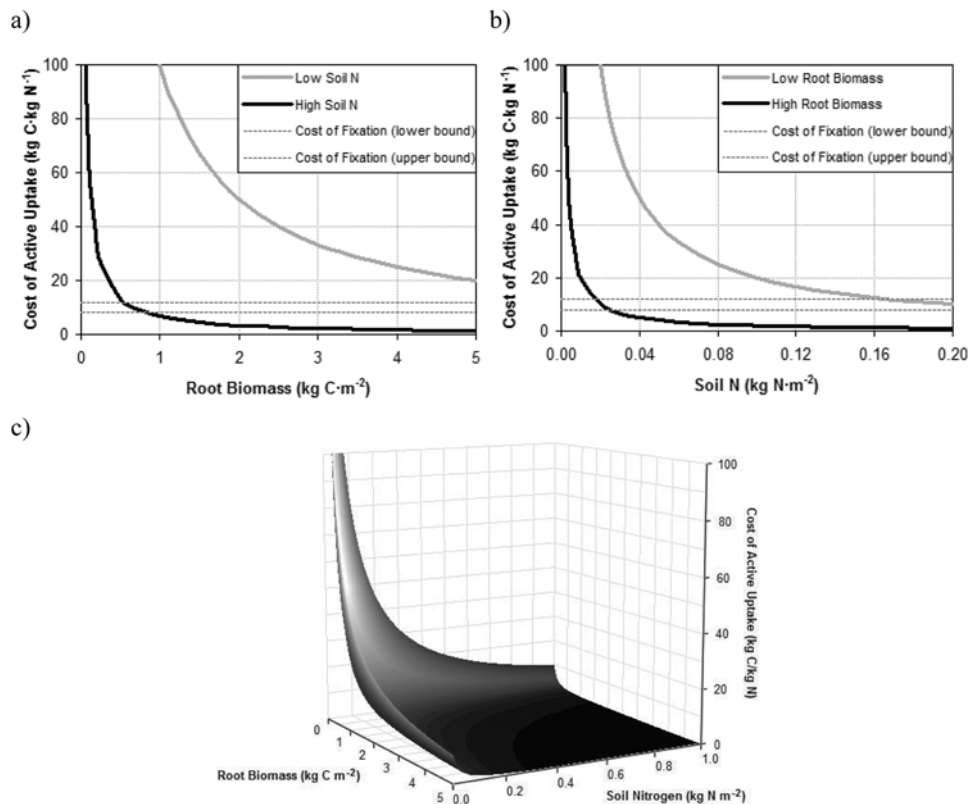 a)
Cost of Active Uptake (kg C·kg N⁻¹)
100
80
60
40
20
0
0 1 2 3 4 5
Root Biomass (kg C·m⁻²)
Low Soil N
High Soil N
Cost of Fixation (lower bound)
Cost of Fixation (upper bound)
b)
Cost of Active Uptake (kg C·kg N⁻¹)
100
80
60
40
20
0
0.00 0.04 0.08 0.12 0.16 0.20
Soil N (kg N·m⁻²)
Low Root Biomass
High Root Biomass
Cost of Fixation (lower bound)
Cost of Fixation (upper bound)
c)
100
80
60
40
20
0
Cost of Active Uptake (kg C/kg N)
0
1
2
3
4
5
Root Biomass (kg C m⁻²)
0.0
0.2
0.4
0.6
0.8
1.0
Soil Nitrogen (kg N m⁻²)